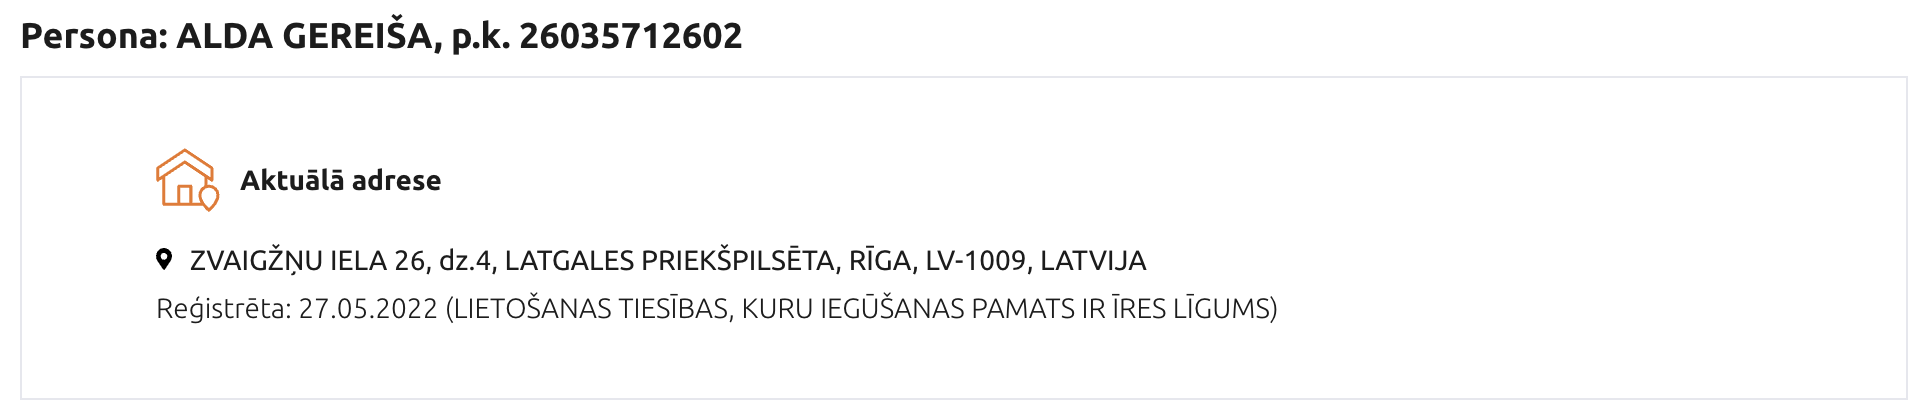 Persona: ALDA GEREIŠA, p.k. 26035712602
Aktuālā adrese
ZVAIGŽŅU IELA 26, dz.4, LATGALES PRIEKŠPILSĒTA, RĪGA, LV-1009, LATVIJA
Reģistrēta: 27.05.2022 (LIETOŠANAS TIESĪBAS, KURU IEGŪŠANAS PAMATS IR ĪRES LĪGUMS)